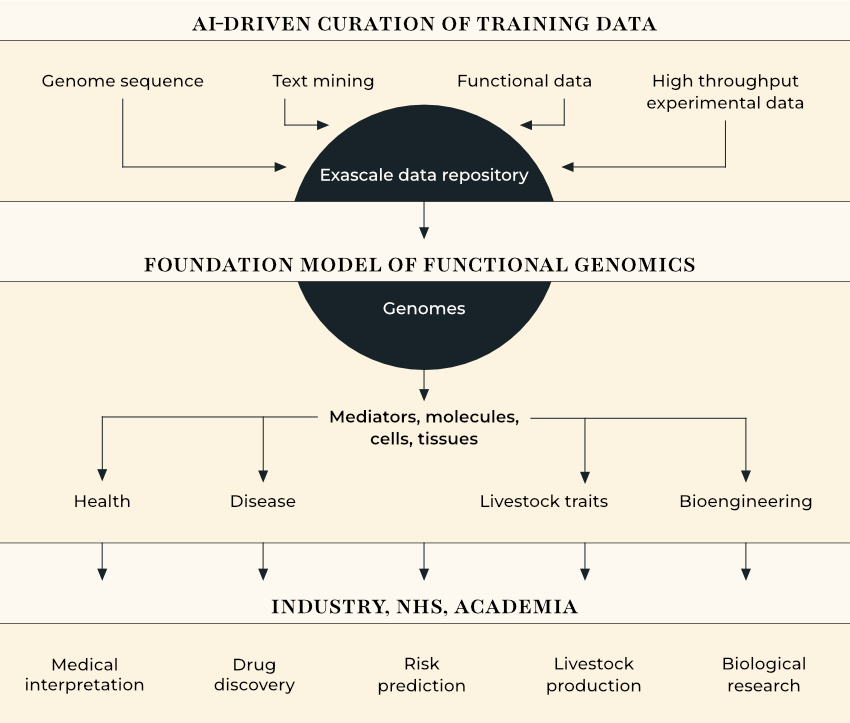 AI-DRIVEN CURATION OF TRAINING DATA
Genome sequence
Text mining
Functional data
High throughput
experimental data
Exascale data repository
FOUNDATION MODEL OF FUNCTIONAL GENOMICS
Genomes
Mediators, molecules,
cells, tissues
Health
Disease
Livestock traits
Bioengineering
INDUSTRY, NHS, ACADEMIA
Medical
interpretation
Drug
discovery
Risk
prediction
Livestock
production
Biological
research